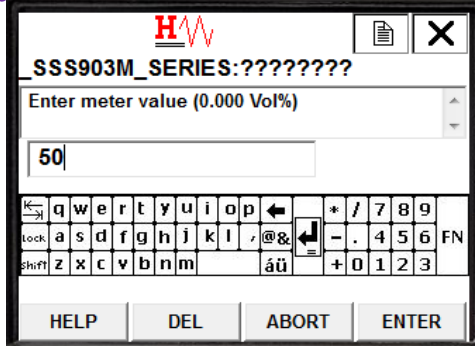 H
_SSS903M_SERIES:????????
Enter meter value (0.000 Vol%)
50
q w e r t y u i o p * / 7 8 9
Lock a s d f g h j k l , @& - . 4 5 6 FN
shift z x c v b n m áü = + 0 1 2 3
HELP DEL ABORT ENTER